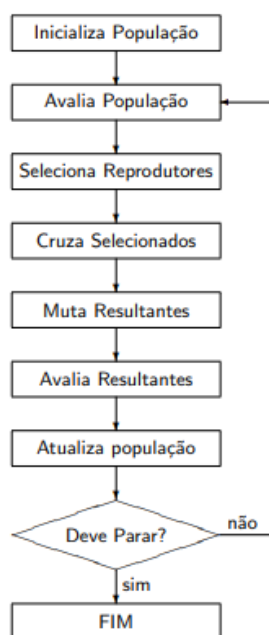 Inicializa População
Avalia População
Seleciona Reprodutores
Cruza Selecionados
Muta Resultantes
Avalia Resultantes
Atualiza população
Deve Parar?
não
sim
FIM